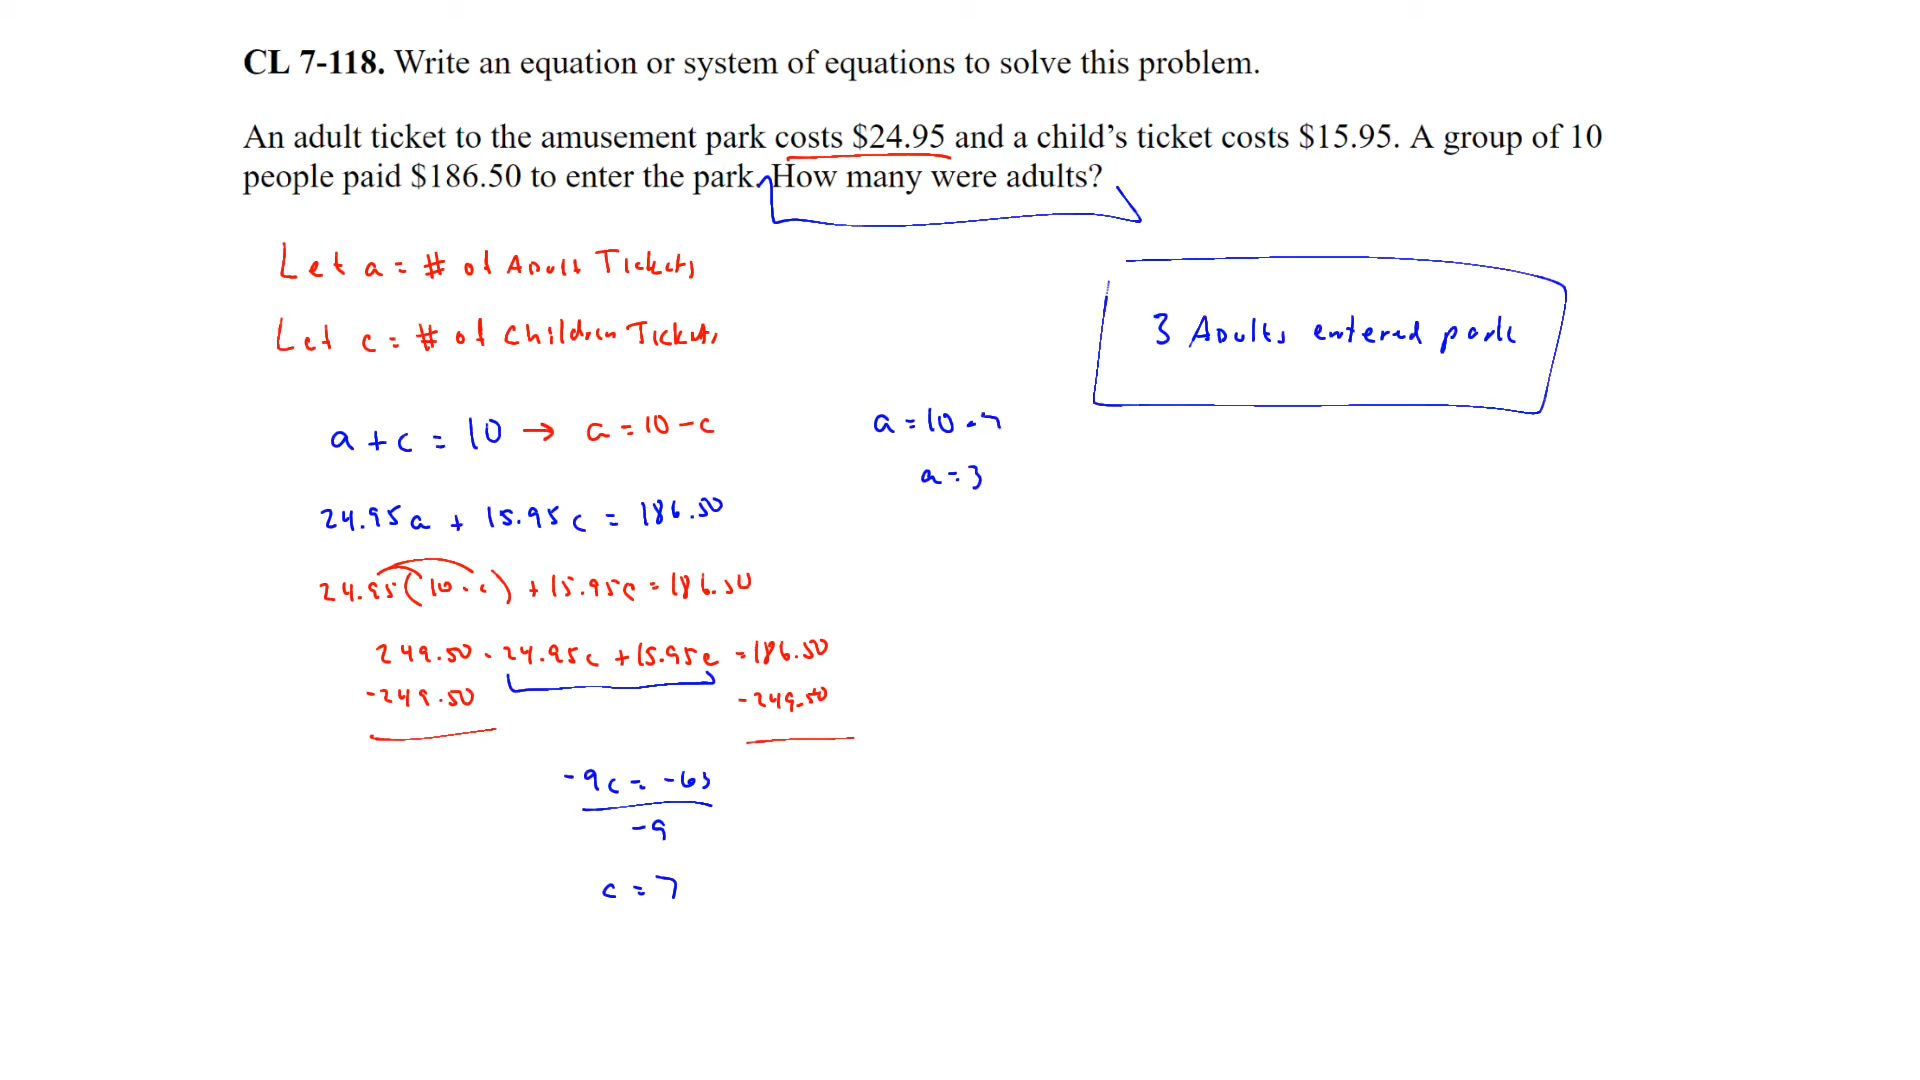 CL 7-118. Write an equation or system of equations to solve this problem.
An adult ticket to the amusement park costs $24.95 and a child's ticket costs $15.95. A group of 10
people paid $186.50 to enter the park. How many were adults?
Let a = # of Adult Tickets
Let c = # of Children Tickets
3 Adults entered park
a + c = 10 → a = 10 - c
24.95a + 15.95c = 186.50
24.95(10 - c) + 15.95c = 186.50
249.50 - 24.95c + 15.95c = 186.50
-249.50 -249.50
-9c = -63
-9
c = 7
a = 10 - 7
a = 3